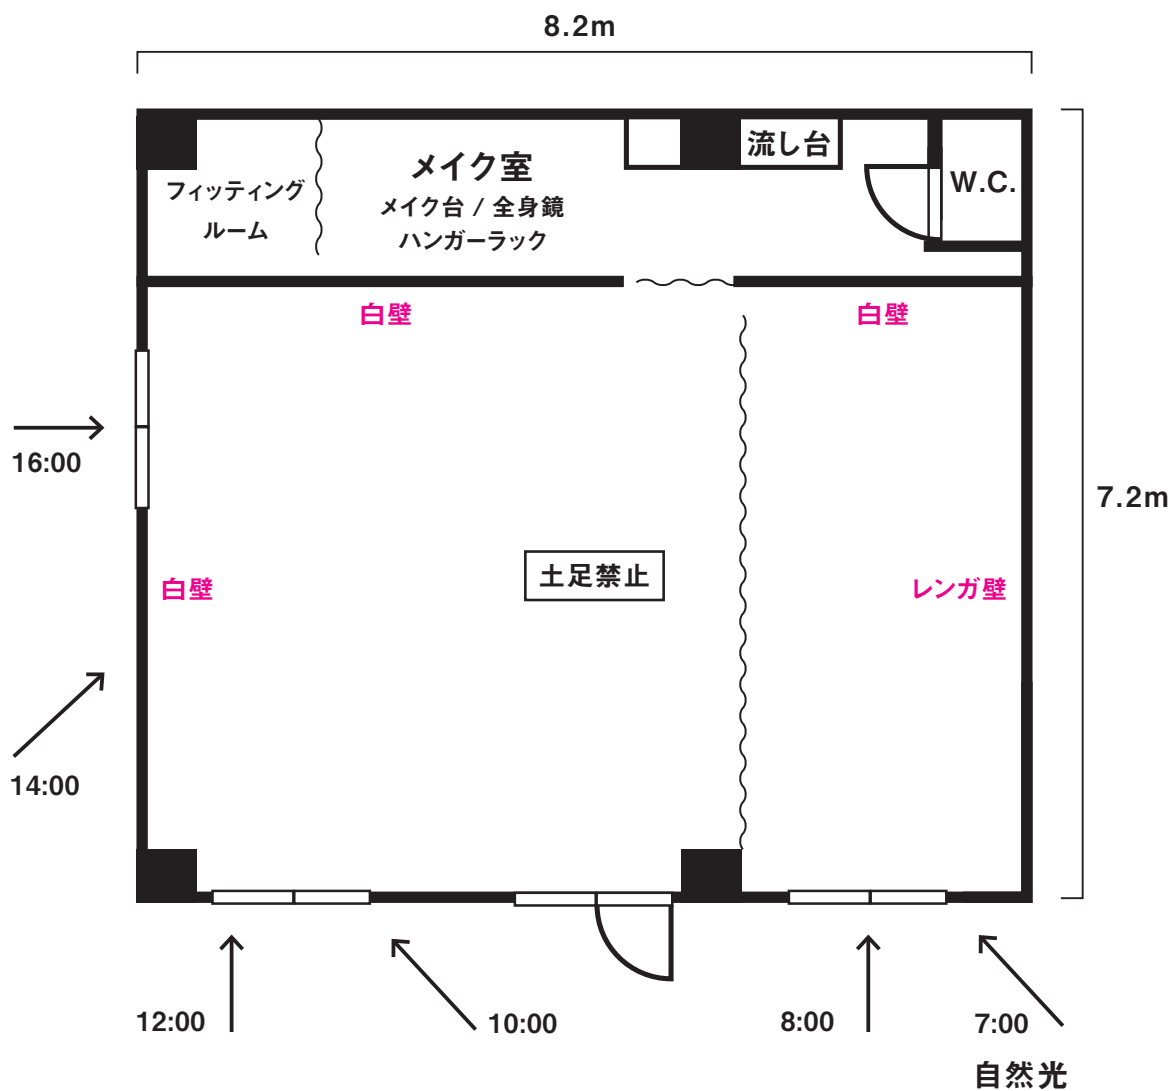 8.2m
流し台
メイク室
W.C.
フィッティング
ルーム
メイク台 / 全身鏡
ハンガーラック
白壁
白壁
16:00
7.2m
土足禁止
白壁
レンガ壁
14:00
12:00
10:00
8:00
7:00
自然光